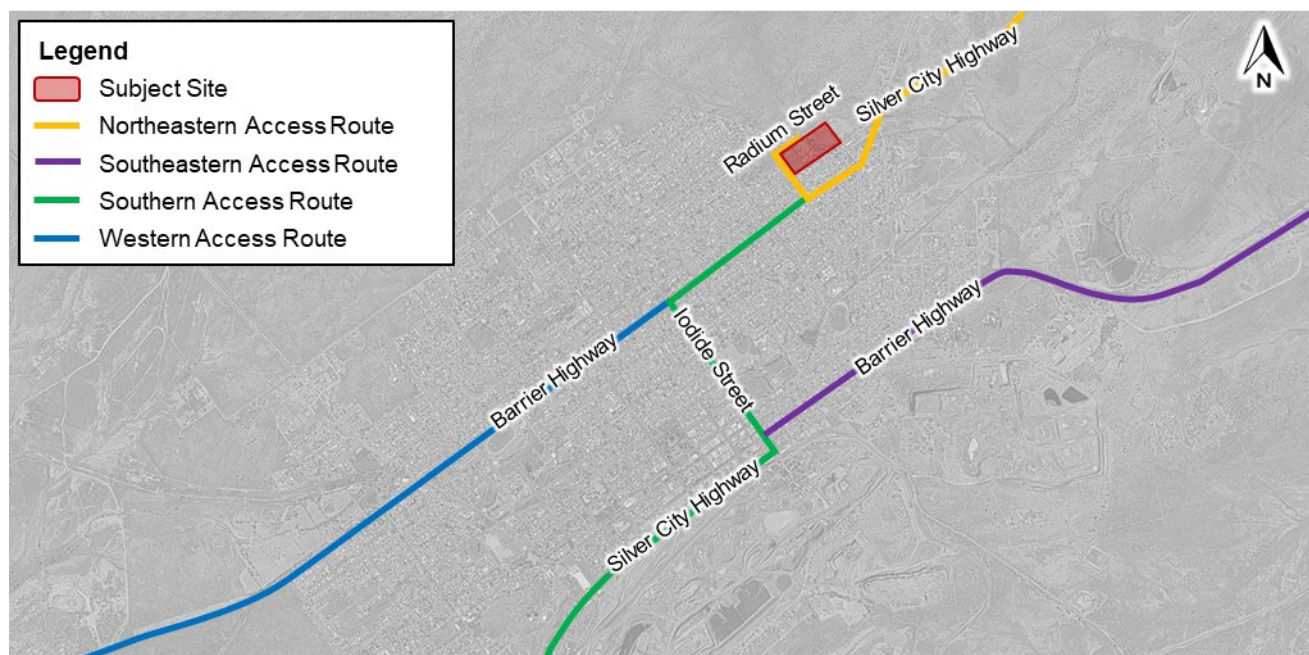 Legend
Subject Site
Northeastern Access Route
Southeastern Access Route
Southern Access Route
Western Access Route
Silver City Highway
N
Radium Street
Barrier Highway
Iodide Street
Barrier Highway
Silver City Highway